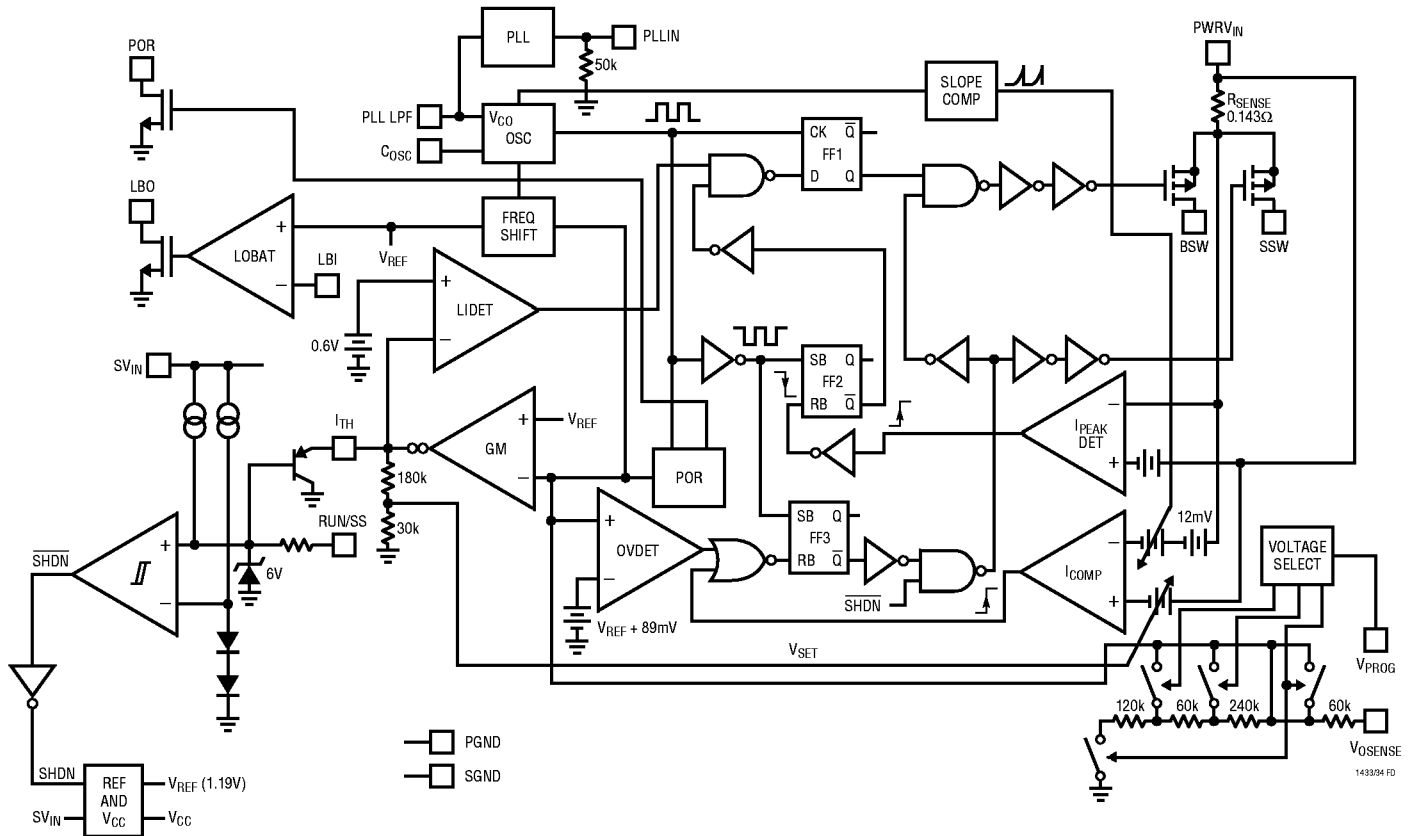 POR
PLL
PLLIN
50k
PWRVIN
SLOPE
COMP
RSENSE
0.143Ω
PLL LPF
VCO
OSC
COSC
CK
Q̅
FF1
D
Q
LBO
LOBAT
+
−
VREF
LBI
FREQ
SHIFT
BSW
SSW
+
LIDET
−
0.6V
SVIN
SB
Q
FF2
RB
Q̅
ITH
GM
+
−
VREF
180k
30k
POR
IPEAK
DET
−
+
RUN/SS
+
−
6V
S̅H̅D̅N̅
OVDET
+
−
VREF + 89mV
SB
Q
FF3
RB
Q̅
S̅H̅D̅N̅
ICOMP
−
+
12mV
VOLTAGE
SELECT
VSET
VPROG
120k
60k
240k
60k
VOSENSE
1433/34 FD
PGND
SGND
SHDN
REF
AND
VCC
VREF (1.19V)
SVIN
VCC